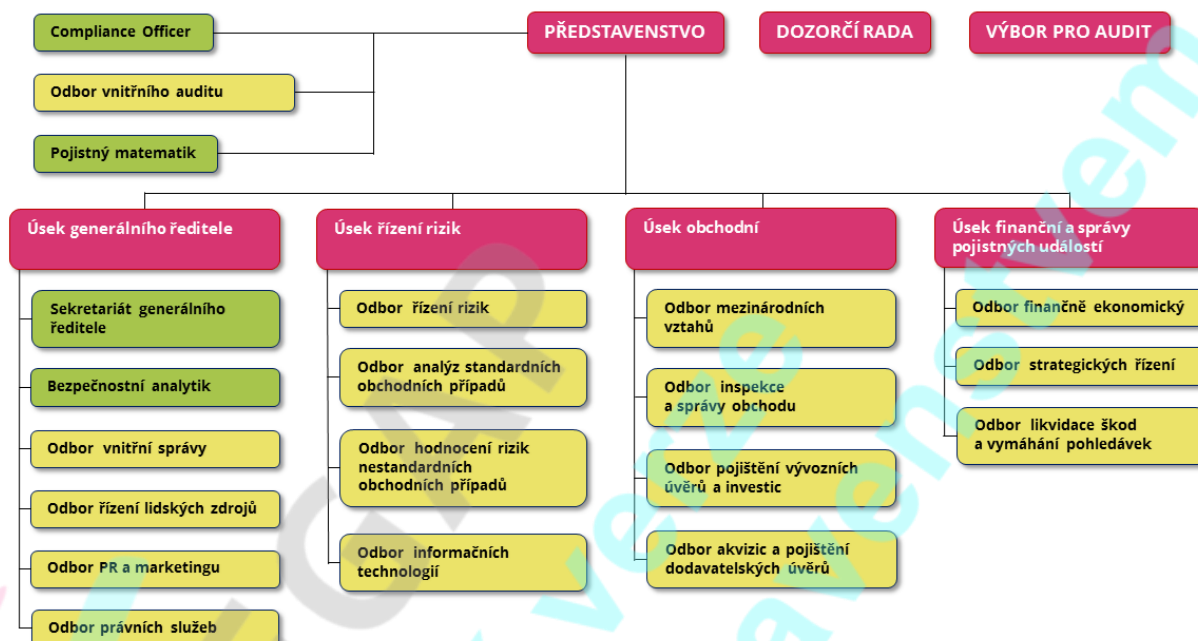 Compliance Officer
PŘEDSTAVENSTVO
DOZORČÍ RADA
VÝBOR PRO AUDIT
Odbor vnitřního auditu
Pojistný matematik
Úsek generálního ředitele
Sekretariát generálního
ředitele
Bezpečnostní analytik
Odbor vnitřní správy
Odbor řízení lidských zdrojů
Odbor PR a marketingu
Odbor právních služeb
Úsek řízení rizik
Odbor řízení rizik
Odbor analýz standardních
obchodních případů
Odbor hodnocení rizik
nestandardních
obchodních případů
Odbor informačních
technologií
Úsek obchodní
Odbor mezinárodních
vztahů
Odbor inspekce
a správy obchodu
Odbor pojištění vývozních
úvěrů a investic
Odbor akvizic a pojištění
dodavatelských úvěrů
Úsek finanční a správy
pojistných událostí
Odbor finančně ekonomický
Odbor strategických řízení
Odbor likvidace škod
a vymáhání pohledávek
EGAP
verze